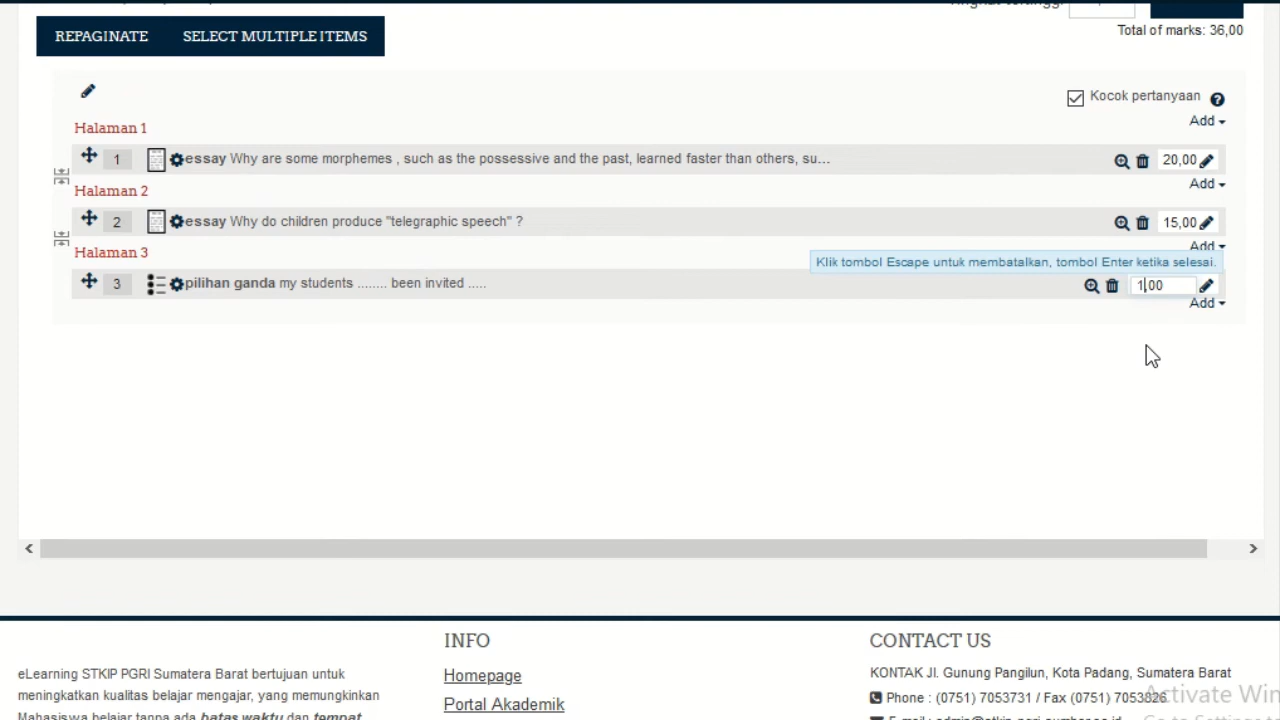 Total of marks: 36,00
REPAGINATE SELECT MULTIPLE ITEMS
Kocok pertanyaan
Add
Halaman 1
1 essay Why are some morphemes , such as the possessive and the past, learned faster than others, su... 20,00
Add
Halaman 2
2 essay Why do children produce "telegraphic speech" ? 15,00
Add
Halaman 3
Klik tombol Escape untuk membatalkan, tombol Enter ketika selesai.
3 pilihan ganda my students ........ been invited ..... 1,00
Add
INFO
Homepage
Portal Akademik
CONTACT US
KONTAK Jl. Gunung Pangilun, Kota Padang, Sumatera Barat
Phone : (0751) 7053731 / Fax (0751) 7053826
eLearning STKIP PGRI Sumatera Barat bertujuan untuk
meningkatkan kualitas belajar mengajar, yang memungkinkan
Mahasiswa belajar tanpa ada batas waktu dan tempat
Activate Win